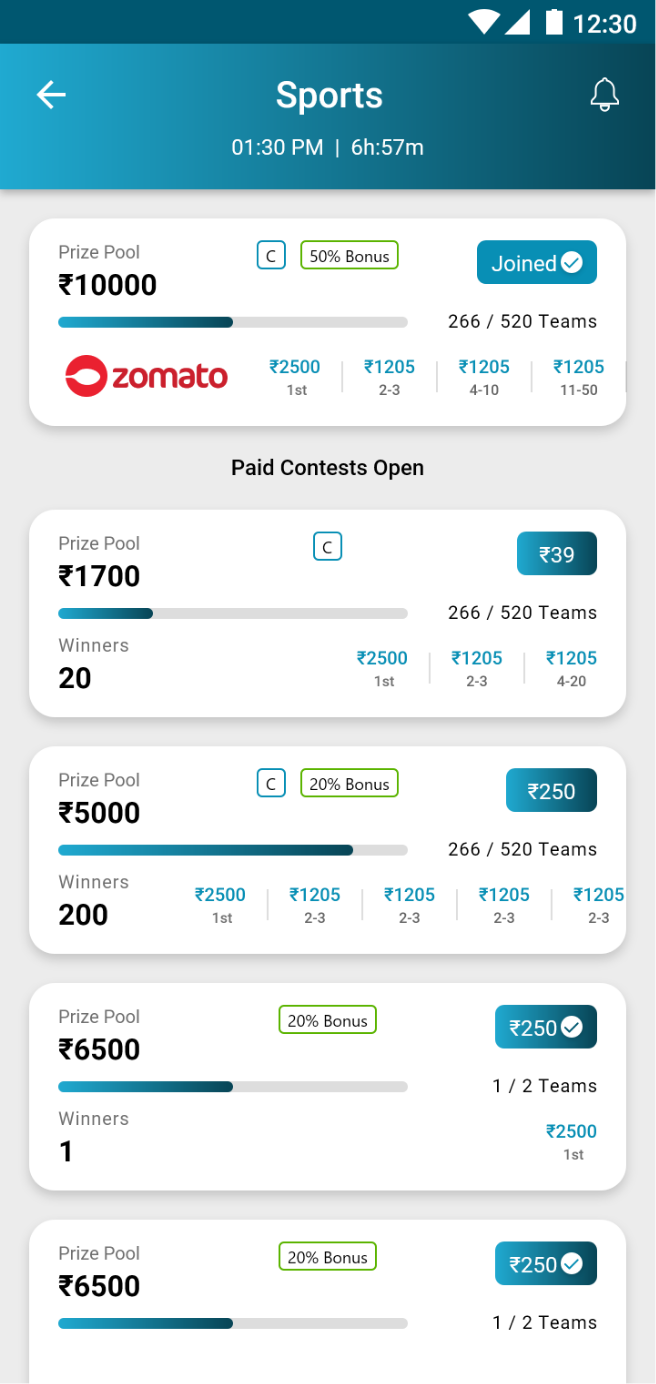 12:30
Sports
01:30 PM | 6h:57m
Prize Pool
C
50% Bonus
Joined
₹10000
266 / 520 Teams
zomato
₹2500 ₹1205 ₹1205 ₹1205
1st 2-3 4-10 11-50
Paid Contests Open
Prize Pool
C
₹39
₹1700
266 / 520 Teams
Winners
20
₹2500 ₹1205 ₹1205
1st 2-3 4-20
Prize Pool
C
20% Bonus
₹250
₹5000
266 / 520 Teams
Winners
200
₹2500 ₹1205 ₹1205 ₹1205 ₹1205
1st 2-3 2-3 2-3 2-3
Prize Pool
20% Bonus
₹250
₹6500
1 / 2 Teams
Winners
1
₹2500
1st
Prize Pool
20% Bonus
₹250
₹6500
1 / 2 Teams